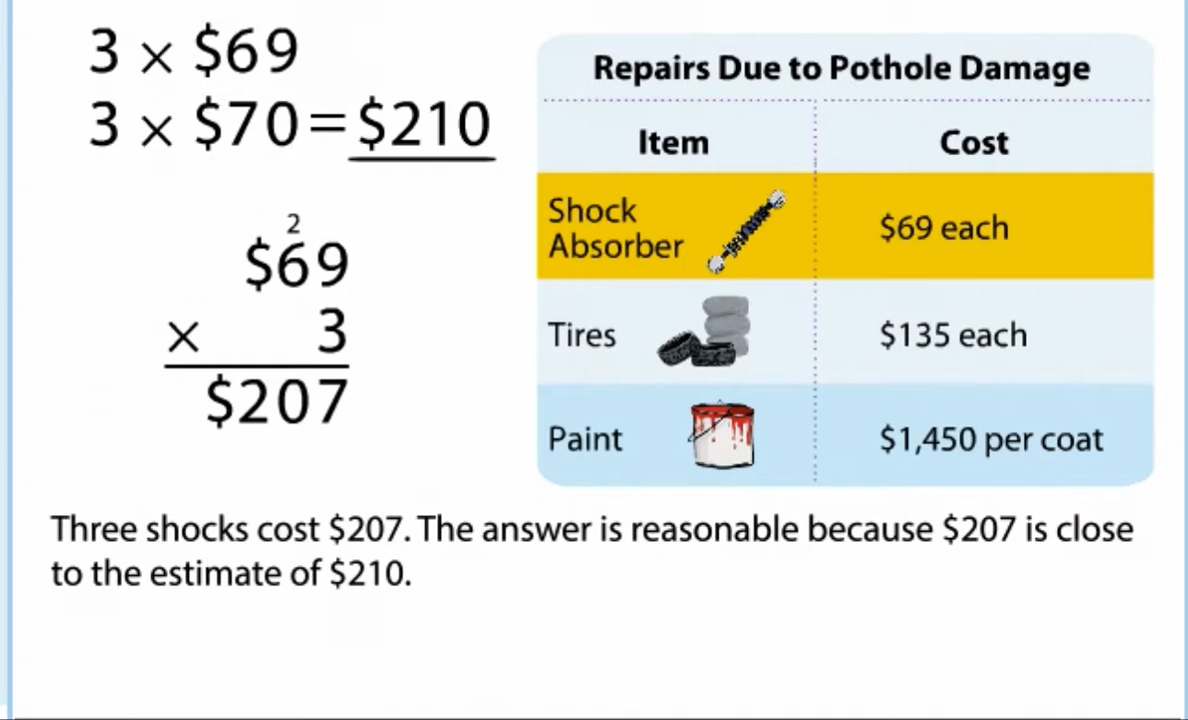 3 × $69
3 × $70=$210
2
$69
× 3
$207
Repairs Due to Pothole Damage
Item Cost
Shock
Absorber
$69 each
Tires $135 each
Paint $1,450 per coat
Three shocks cost $207. The answer is reasonable because $207 is close
to the estimate of $210.